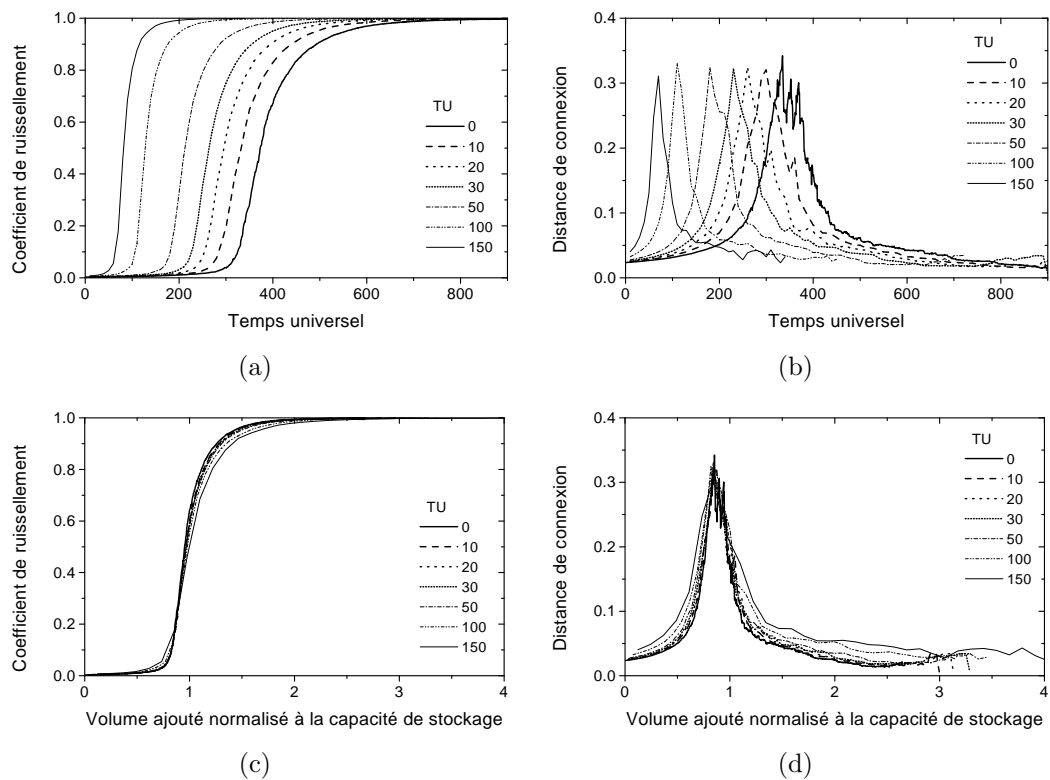 1.0
0.8
0.6
0.4
0.2
0.0
0 200 400 600 800
Coefficient de ruissellement
Temps universel
TU
0
10
20
30
50
100
150
(a)
0.4
0.3
0.2
0.1
0.0
0 200 400 600 800
Distance de connexion
Temps universel
TU
0
10
20
30
50
100
150
(b)
1.0
0.8
0.6
0.4
0.2
0.0
0 1 2 3 4
Coefficient de ruissellement
Volume ajouté normalisé à la capacité de stockage
TU
0
10
20
30
50
100
150
(c)
0.4
0.3
0.2
0.1
0.0
0 1 2 3 4
Distance de connexion
Volume ajouté normalisé à la capacité de stockage
TU
0
10
20
30
50
100
150
(d)